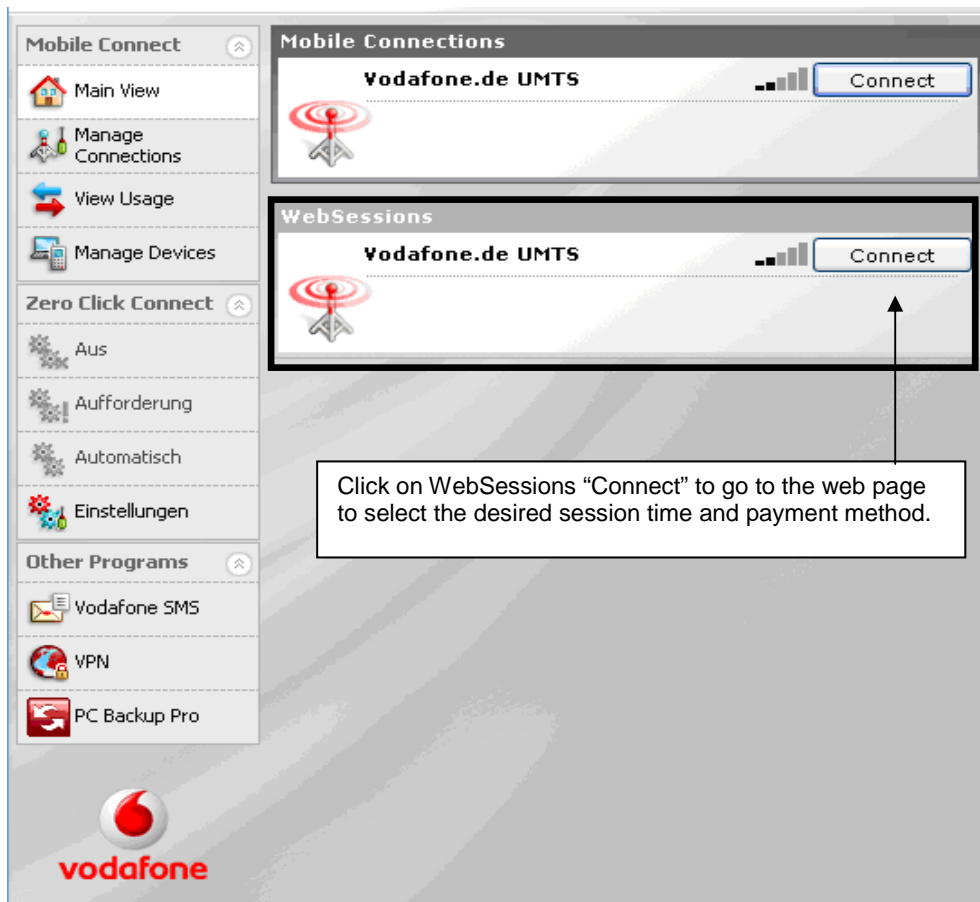 Mobile Connect
Main View
Manage
Connections
View Usage
Manage Devices
Zero Click Connect
Aus
Aufforderung
Automatisch
Einstellungen
Other Programs
Vodafone SMS
VPN
PC Backup Pro
vodafone
Mobile Connections
Vodafone.de UMTS
Connect
WebSessions
Vodafone.de UMTS
Connect
Click on WebSessions “Connect” to go to the web page
to select the desired session time and payment method.